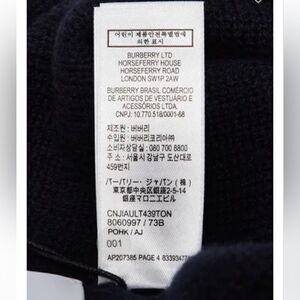 어린이 제품안전특별법에
의한 표시
BURBERRY LTD
HORSEFERRY HOUSE
HORSEFERRY ROAD
LONDON SW1P 2AW
BURBERRY BRASIL COMÉRCIO
DE ARTIGOS DE VESTUÁRIO E
ACESSÓRIOS LTDA.
CNPJ: 10.770.518/0001-68
제조원 : 버버리
수입원 : 버버리코리아㈜
소비자상담실 : 080 700 8800
주소 : 서울시 강남구 도산대로
459번지
バーバリー・ジャパン(株)
東京都中央区銀座2-5-14
銀座マロニエビル
CNJIAULT439TON
8060997 / 73B
POHK / AJ
001
AP207385 PAGE 4